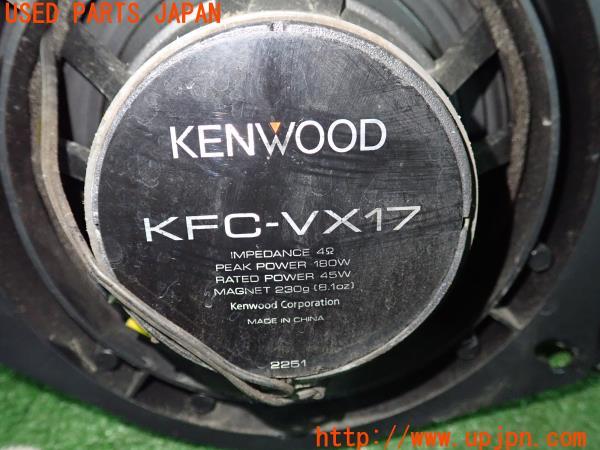 USED PARTS JAPAN
KENWOOD
KFC-VX17
IMPEDANCE 4Ω
PEAK POWER 180W
RATED POWER 45W
MAGNET 230g (8.1oz)
Kenwood Corporation
MADE IN CHINA
2251
http://www.upjpn.com